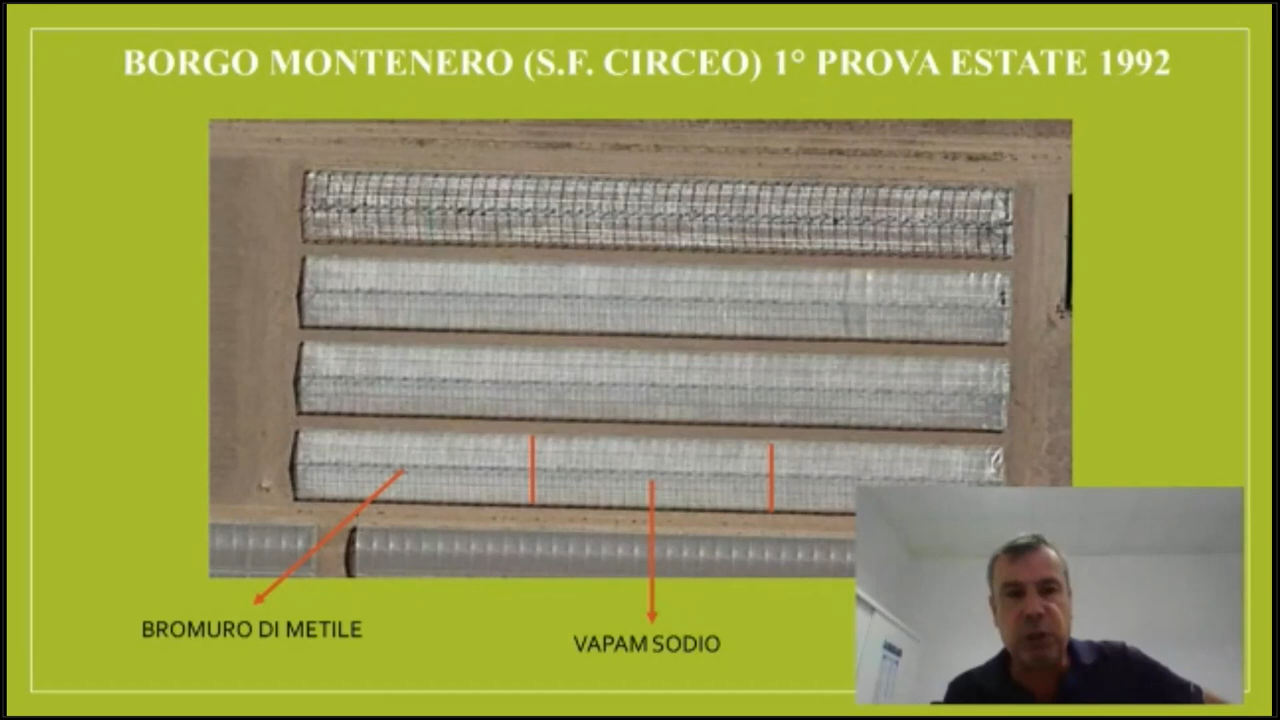 BORGO MONTENERO (S.F. CIRCEO) 1° PROVA ESTATE 1992
BROMURO DI METILE
VAPAM SODIO